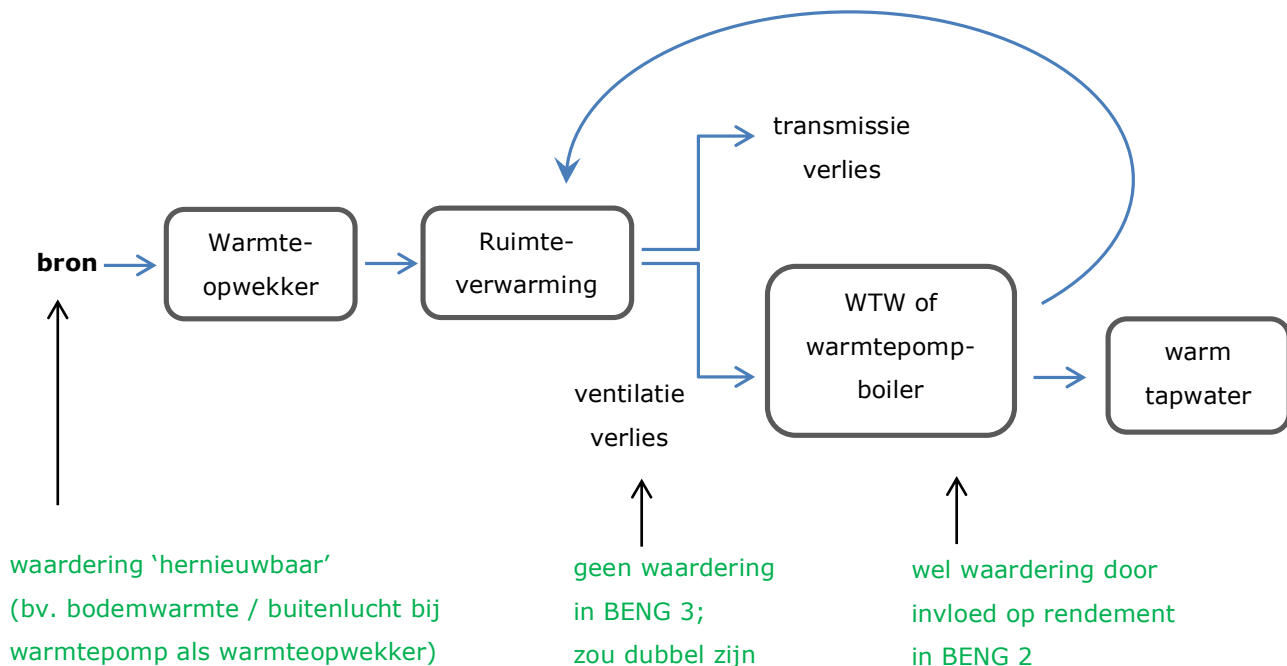 transmissie
verlies
Warmte-
opwekker
Ruimte-
verwarming
bron
WTW of
warmtepomp-
boiler
warm
tapwater
ventilatie
verlies
waardering ‘hernieuwbaar’
(bv. bodemwarmte / buitenlucht bij
warmtepomp als warmteopwekker)
geen waardering
in BENG 3;
zou dubbel zijn
wel waardering door
invloed op rendement
in BENG 2